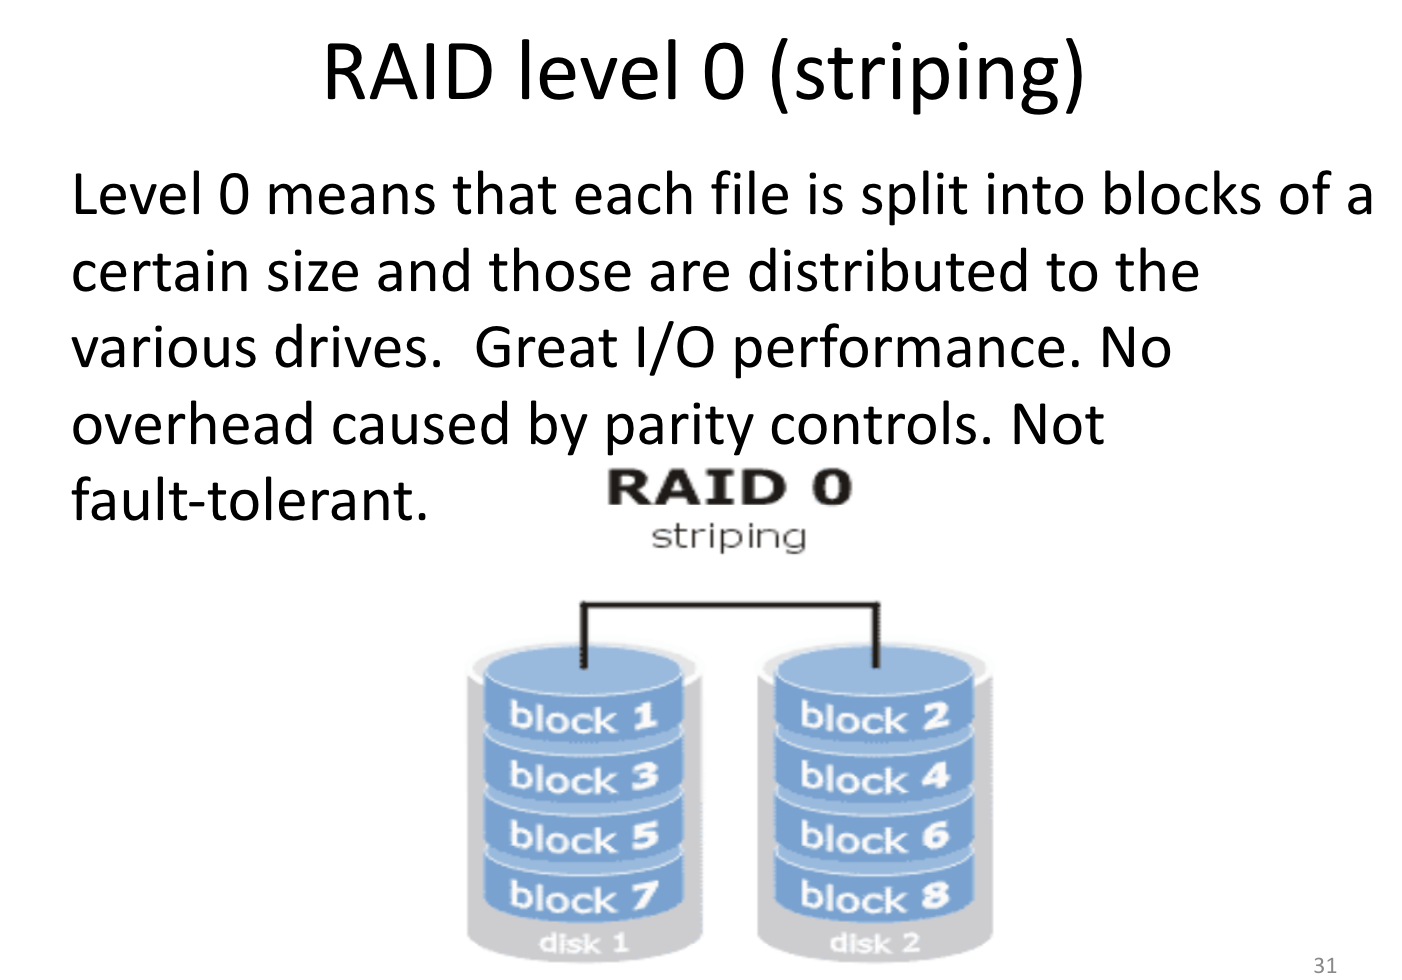 RAID level 0 (striping)
Level 0 means that each file is split into blocks of a
certain size and those are distributed to the
various drives.  Great I/O performance. No
overhead caused by parity controls. Not
fault-tolerant.
RAID 0
striping
block 1
block 3
block 5
block 7
disk 1
block 2
block 4
block 6
block 8
disk 2
31